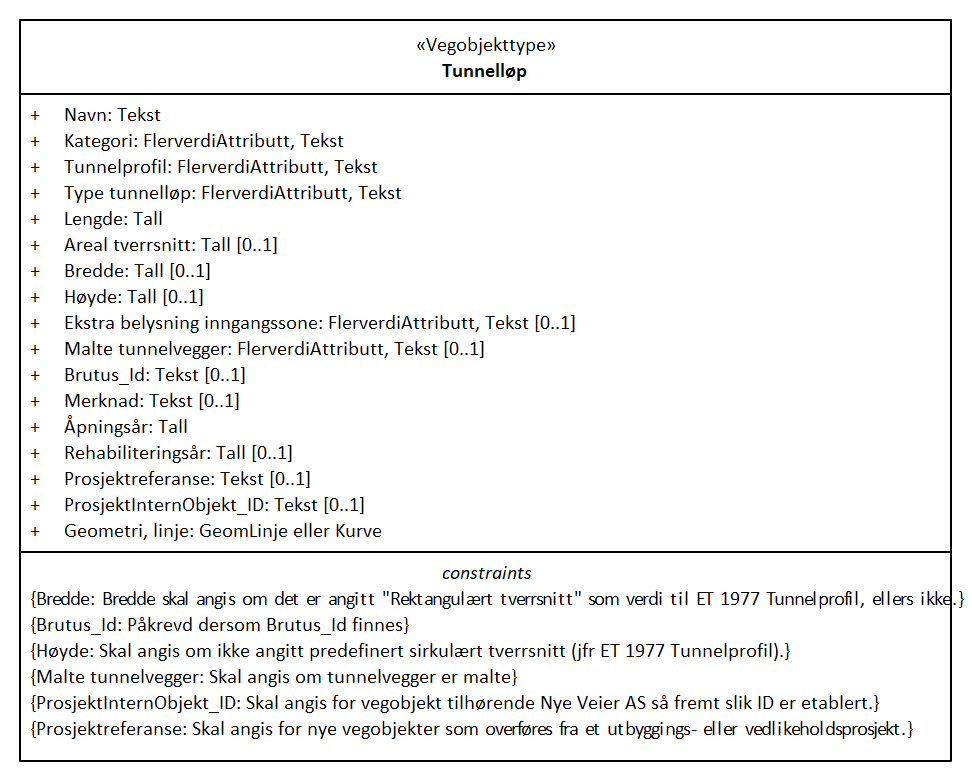 «Vegobjekttype»
Tunnelløp
+ Navn: Tekst
+ Kategori: FlerverdiAttributt, Tekst
+ Tunnelprofil: FlerverdiAttributt, Tekst
+ Type tunnelløp: FlerverdiAttributt, Tekst
+ Lengde: Tall
+ Areal tverrsnitt: Tall [0..1]
+ Bredde: Tall [0..1]
+ Høyde: Tall [0..1]
+ Ekstra belysning inngangssone: FlerverdiAttributt, Tekst [0..1]
+ Malte tunnelvegger: FlerverdiAttributt, Tekst [0..1]
+ Brutus_Id: Tekst [0..1]
+ Merknad: Tekst [0..1]
+ Åpningsår: Tall
+ Rehabiliteringsår: Tall [0..1]
+ Prosjektreferanse: Tekst [0..1]
+ ProsjektInternObjekt_ID: Tekst [0..1]
+ Geometri, linje: GeomLinje eller Kurve
constraints
{Bredde: Bredde skal angis om det er angitt "Rektangulært tverrsnitt" som verdi til ET 1977 Tunnelprofil, ellers ikke.}
{Brutus_Id: Påkrevd dersom Brutus_Id finnes}
{Høyde: Skal angis om ikke angitt predefinert sirkulært tverrsnitt (jfr ET 1977 Tunnelprofil).}
{Malte tunnelvegger: Skal angis om tunnelvegger er malte}
{ProsjektInternObjekt_ID: Skal angis for vegobjekt tilhørende Nye Veier AS så fremt slik ID er etablert.}
{Prosjektreferanse: Skal angis for nye vegobjekter som overføres fra et utbyggings- eller vedlikeholdsprosjekt.}